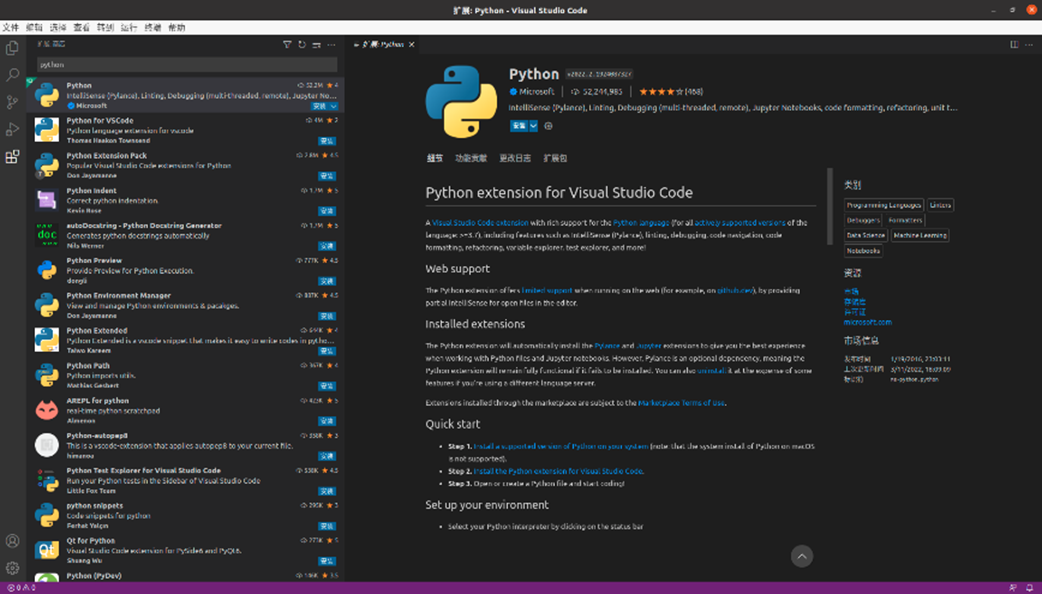 扩展: Python - Visual Studio Code
文件 编辑 选择 查看 转到 运行 终端 帮助
扩展: 商店
扩展: Python
python
Python
52.2M 4
IntelliSense (Pylance), Linting, Debugging (multi-threaded, remote), Jupyter No...
Microsoft
安装
Python for VSCode
4M 2
Python language extension for vscode
Thomas Haakon Townsend
安装
Python Extension Pack
4.5
Popular Visual Studio Code extensions for Python
Don Jayamanne
安装
Python Indent
1.7M 5
Correct python indentation.
Kevin Rose
安装
autoDocstring - Python Docstring Generator
1.7M 5
Generates python docstrings automatically
Nils Werner
安装
Python Preview
777K 4.5
Provide Preview for Python Execution.
dongli
安装
Python Environment Manager
4.5
View and manage Python environments & pacakges.
Don Jayamanne
安装
Python Extended
4
Python Extended is a vscode snippet that makes it easy to write codes in pytho...
Taiwo Kareem
安装
Python Path
367K 4
Python imports utils.
Mathias Gesbert
安装
AREPL for python
5
real-time python scratchpad
Almenon
安装
Python-autopep8
3
This is a vscode-extension that applies autopep8 to your current file.
himanoa
安装
Python Test Explorer for Visual Studio Code
4.5
Run your Python tests in the Sidebar of Visual Studio Code
Little Fox Team
安装
python snippets
3
Code snippets for python
Ferhat Yalçın
安装
Qt for Python
5
Visual Studio Code extension for PySide6 and PyQt6.
Shuang Wu
安装
Python (PyDev)
3.5
Python
Microsoft
52,244,985
(468)
IntelliSense (Pylance), Linting, Debugging (multi-threaded, remote), Jupyter Notebooks, code formatting, refactoring, unit t...
安装
细节 功能贡献 更改日志 扩展包
Python extension for Visual Studio Code
A Visual Studio Code extension with rich support for the Python language (for all actively supported versions of the
language: >=3.7), including features such as IntelliSense (Pylance), linting, debugging, code navigation, code
formatting, refactoring, variable explorer, test explorer, and more!
Web support
The Python extension offers limited support when running on the web (for example, on github.dev), by providing
partial IntelliSense for open files in the editor.
Installed extensions
The Python extension will automatically install the Pylance and Jupyter extensions to give you the best experience
when working with Python files and Jupyter notebooks. However, Pylance is an optional dependency, meaning the
Python extension will remain fully functional if it fails to be installed. You can also uninstall it at the expense of some
features if you're using a different language server.
Extensions installed through the marketplace are subject to the Marketplace Terms of Use.
Quick start
Step 1. Install a supported version of Python on your system (note: that the system install of Python on macOS
is not supported).
Step 2. Install the Python extension for Visual Studio Code.
Step 3. Open or create a Python file and start coding!
Set up your environment
Select your Python interpreter by clicking on the status bar
类别
Programming Languages Linters
Debuggers Formatters
Data Science Machine Learning
Notebooks
资源
市场
存储库
许可证
microsoft.com
市场信息
发布时间 1/19/2016, 23:03:11
上次更新时间 3/11/2022, 18:09:09
标识符 ms-python.python
0 0